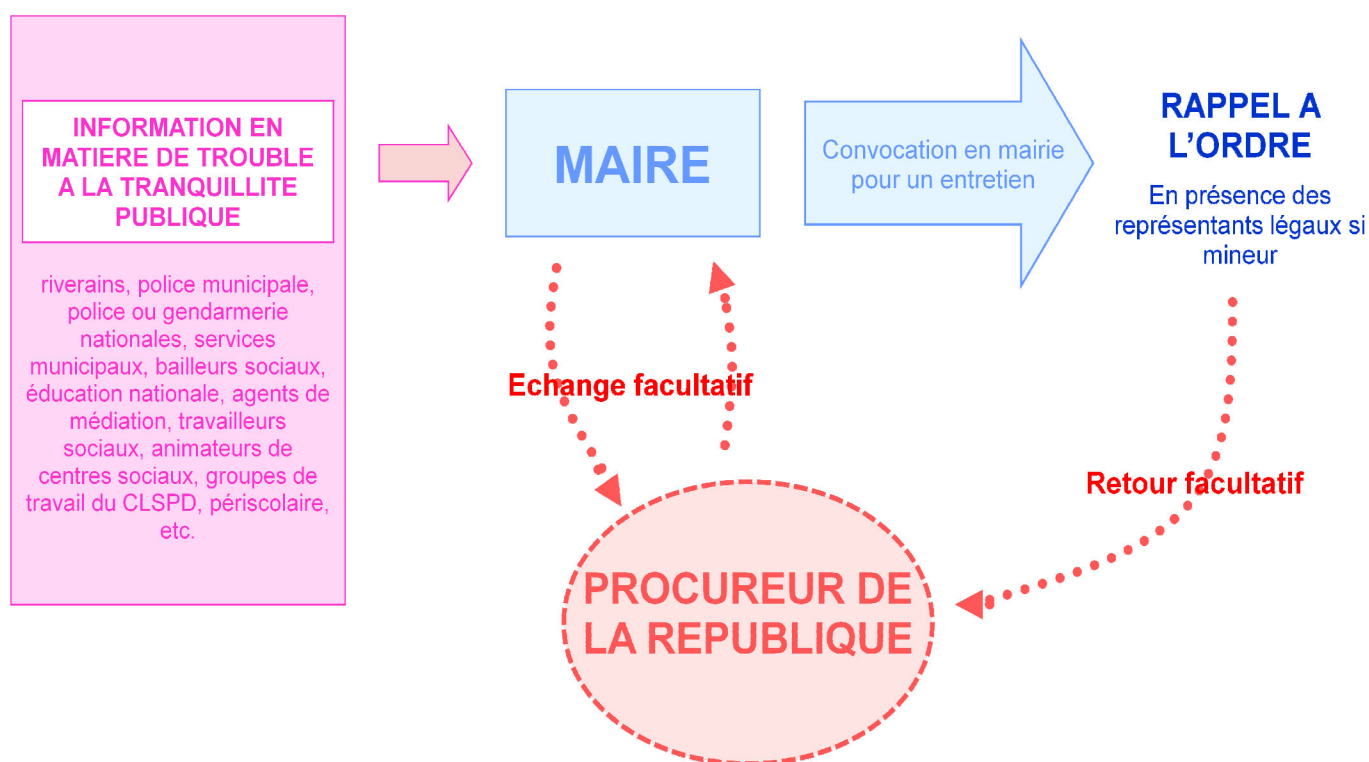 INFORMATION EN
MATIERE DE TROUBLE
A LA TRANQUILLITE
PUBLIQUE
riverains, police municipale,
police ou gendarmerie
nationales, services
municipaux, bailleurs sociaux,
éducation nationale, agents de
médiation, travailleurs
sociaux, animateurs de
centres sociaux, groupes de
travail du CLSPD, périscolaire,
etc.
MAIRE
Convocation en mairie
pour un entretien
RAPPEL A
L’ORDRE
En présence des
représentants légaux si
mineur
Echange facultatif
Retour facultatif
PROCUREUR DE
LA REPUBLIQUE